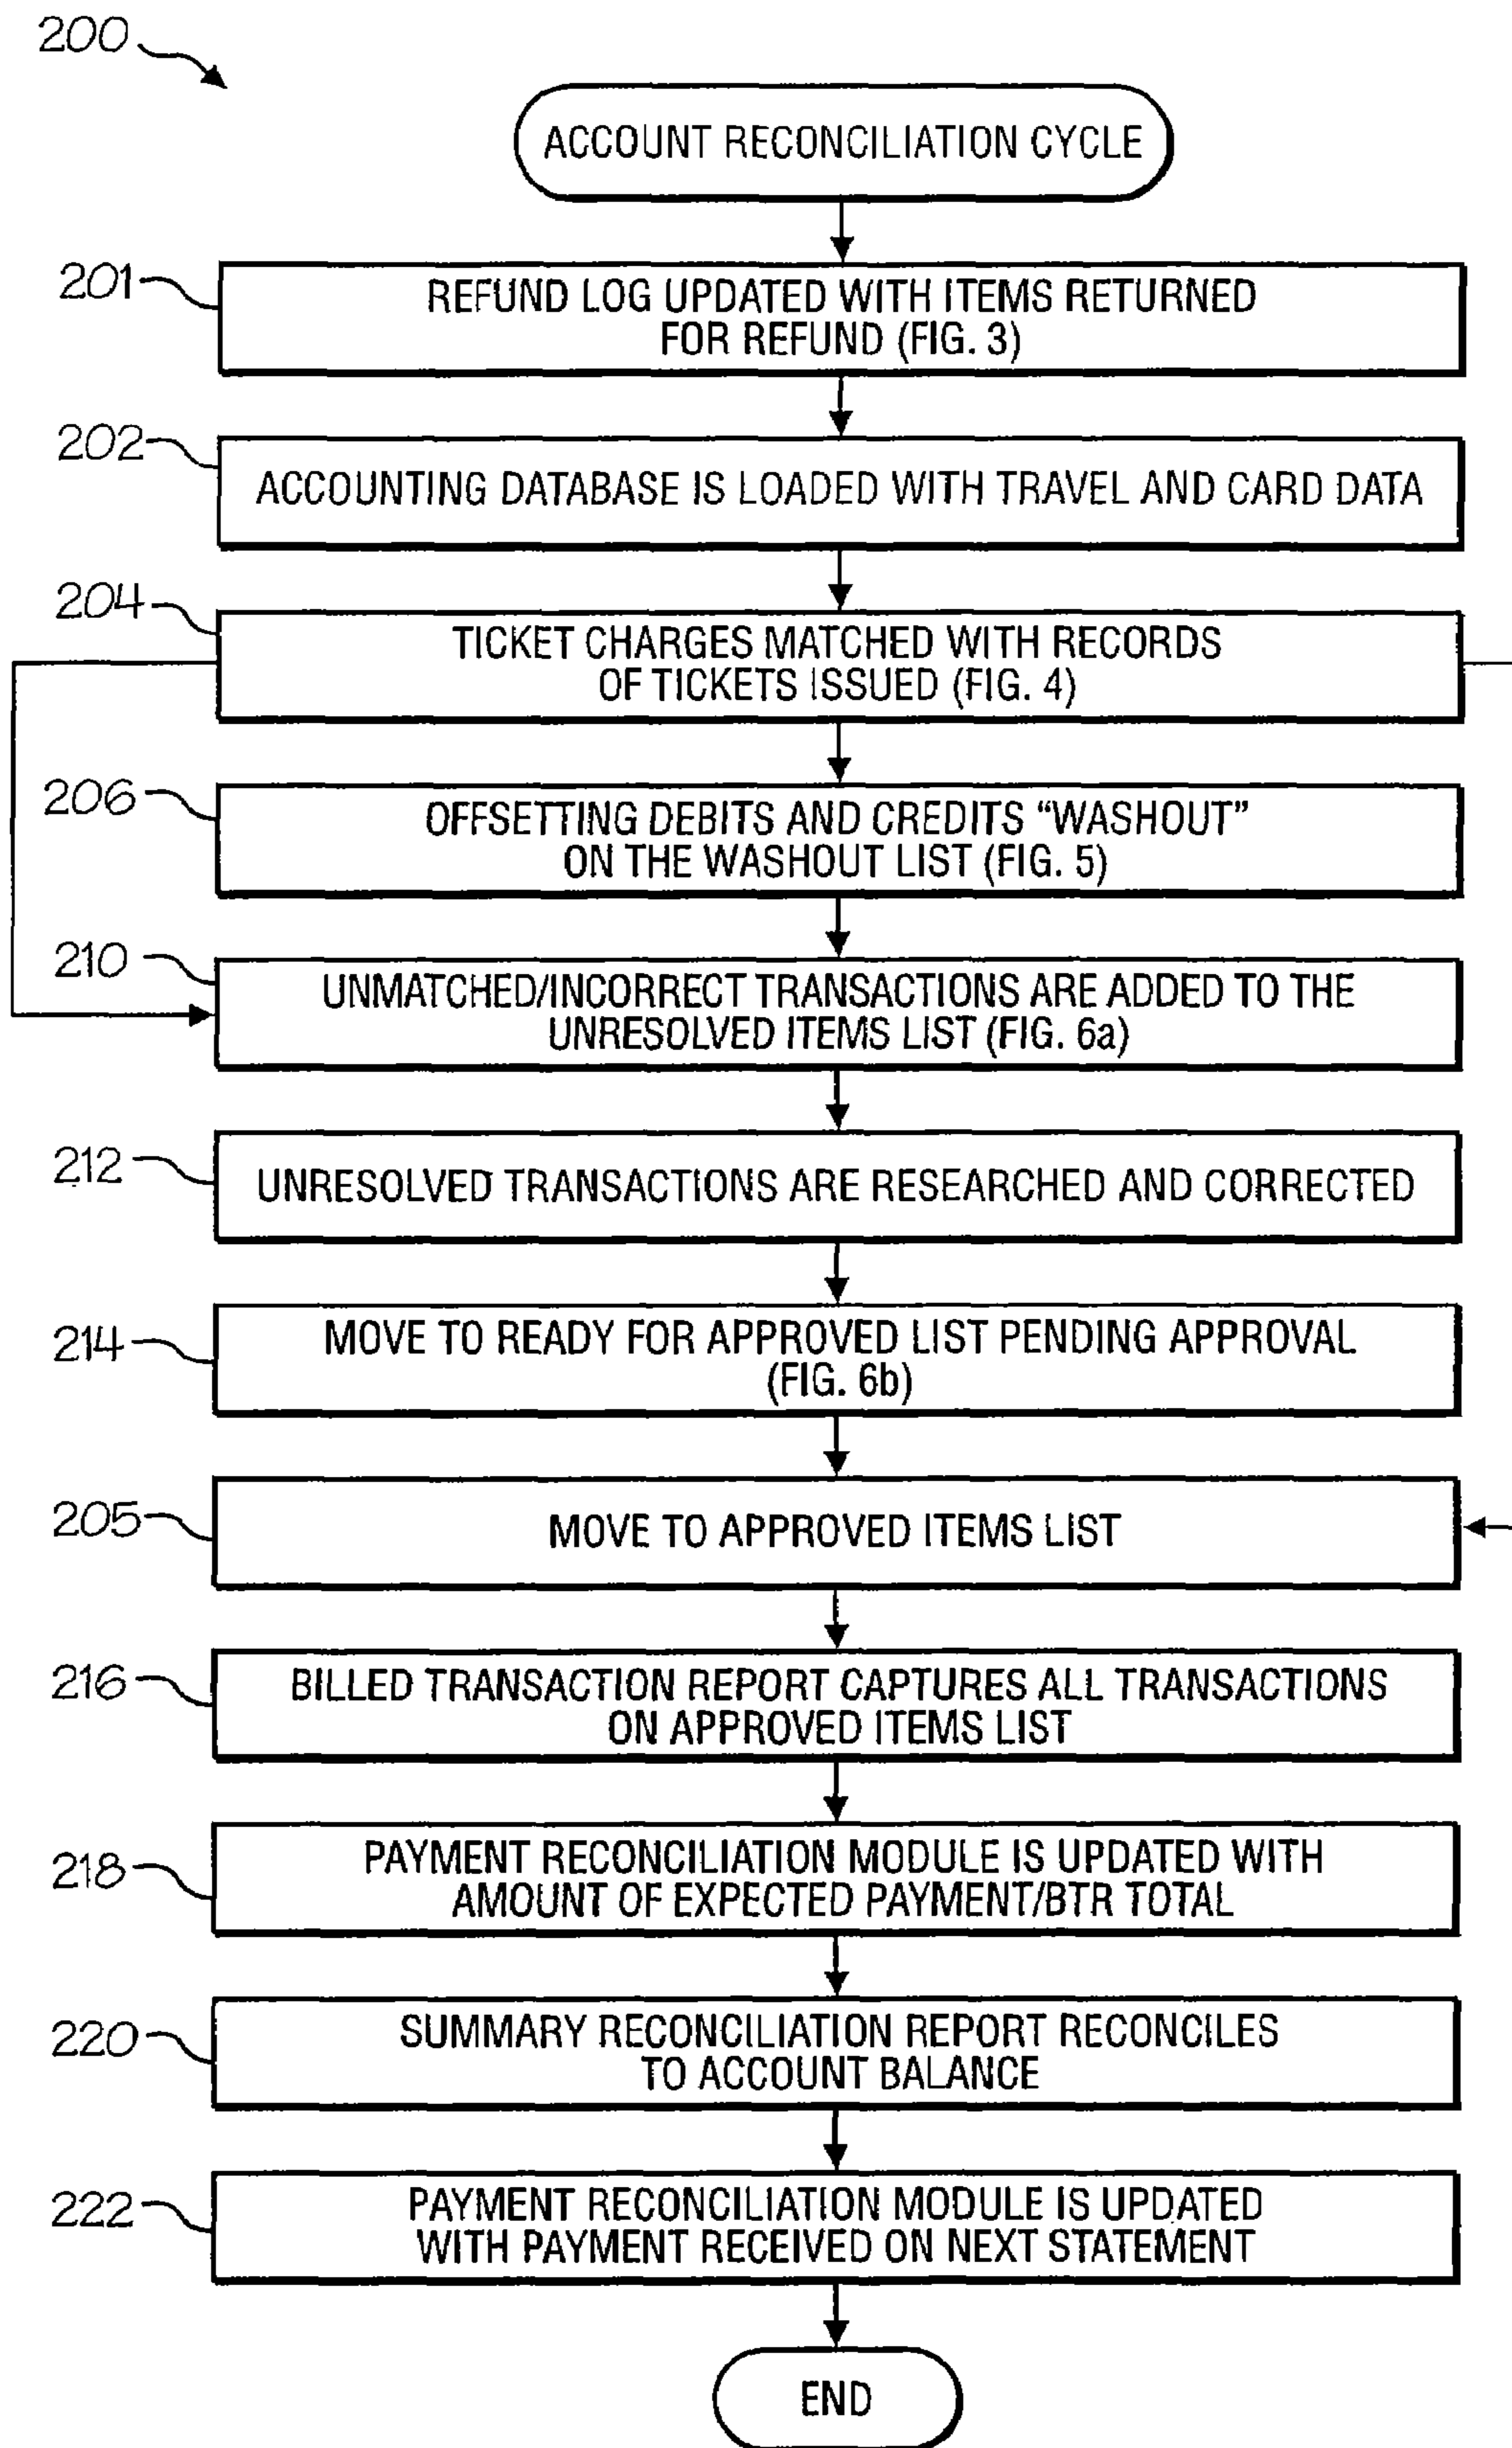 200
ACCOUNT RECONCILIATION CYCLE
201
REFUND LOG UPDATED WITH ITEMS RETURNED
FOR REFUND (FIG. 3)
202
ACCOUNTING DATABASE IS LOADED WITH TRAVEL AND CARD DATA
204
TICKET CHARGES MATCHED WITH RECORDS
OF TICKETS ISSUED (FIG. 4)
206
OFFSETTING DEBITS AND CREDITS “WASHOUT”
ON THE WASHOUT LIST (FIG. 5)
210
UNMATCHED/INCORRECT TRANSACTIONS ARE ADDED TO THE
UNRESOLVED ITEMS LIST (FIG. 6a)
212
UNRESOLVED TRANSACTIONS ARE RESEARCHED AND CORRECTED
214
MOVE TO READY FOR APPROVED LIST PENDING APPROVAL
(FIG. 6b)
205
MOVE TO APPROVED ITEMS LIST
216
BILLED TRANSACTION REPORT CAPTURES ALL TRANSACTIONS
ON APPROVED ITEMS LIST
218
PAYMENT RECONCILIATION MODULE IS UPDATED WITH
AMOUNT OF EXPECTED PAYMENT/BTR TOTAL
220
SUMMARY RECONCILIATION REPORT RECONCILES
TO ACCOUNT BALANCE
222
PAYMENT RECONCILIATION MODULE IS UPDATED
WITH PAYMENT RECEIVED ON NEXT STATEMENT
END